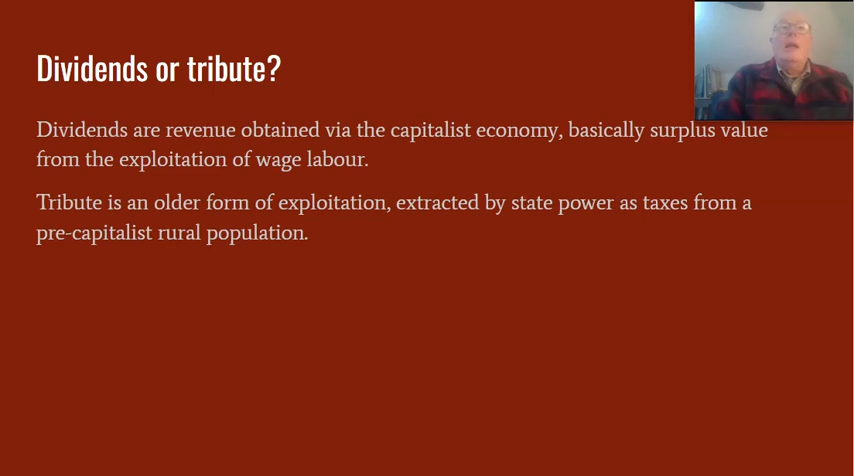 Dividends or tribute?
Dividends are revenue obtained via the capitalist economy, basically surplus value
from the exploitation of wage labour.
Tribute is an older form of exploitation, extracted by state power as taxes from a
pre-capitalist rural population.